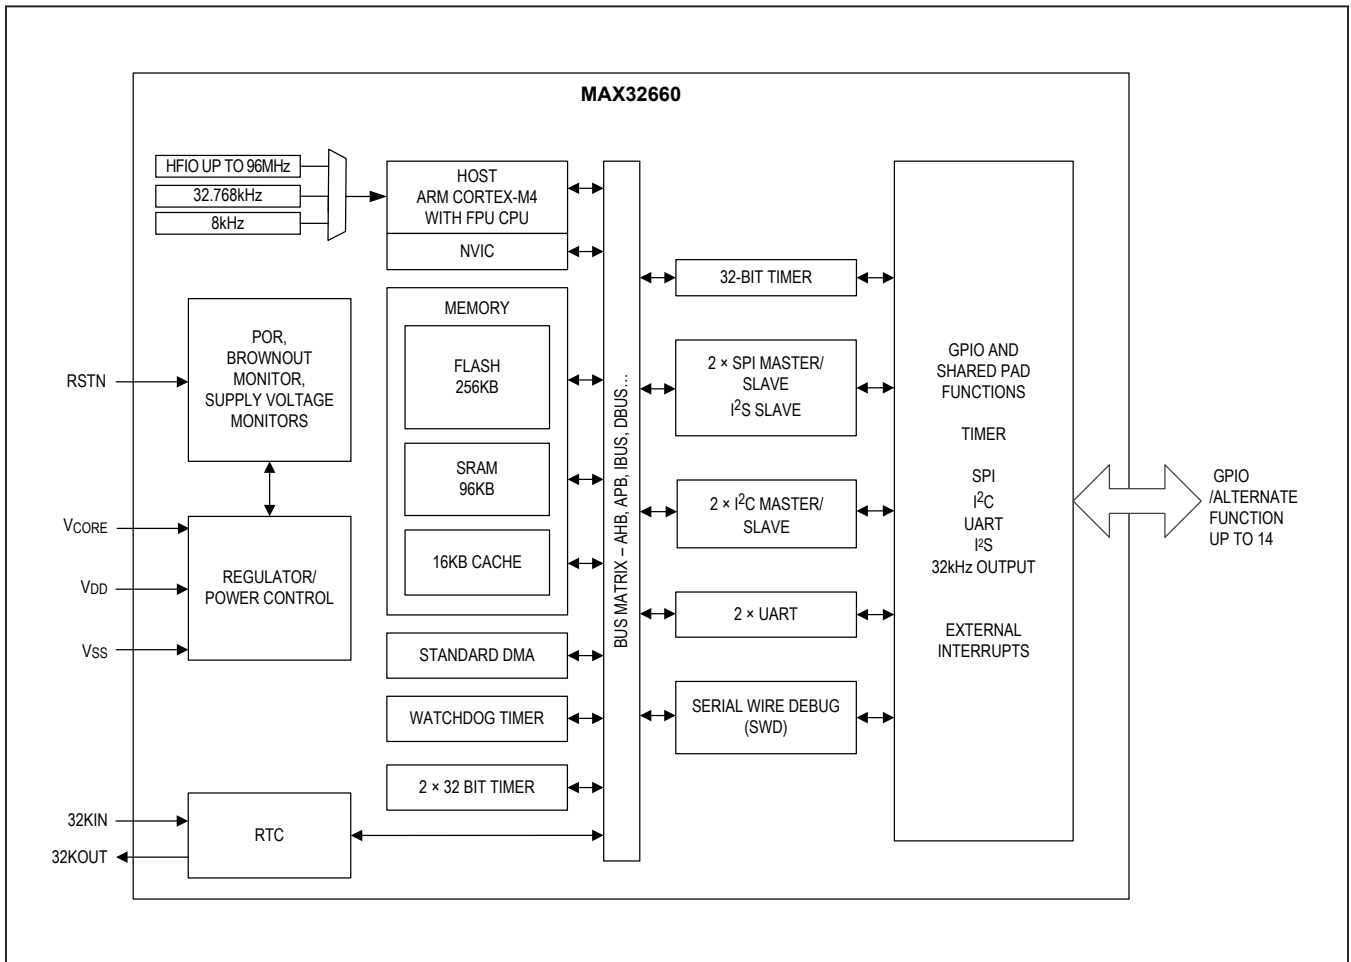 MAX32660
HFIO UP TO 96MHz
32.768kHz
8kHz
HOST
ARM CORTEX-M4
WITH FPU CPU
NVIC
MEMORY
FLASH
256KB
SRAM
96KB
16KB CACHE
STANDARD DMA
WATCHDOG TIMER
2 × 32 BIT TIMER
POR,
BROWNOUT
MONITOR,
SUPPLY VOLTAGE
MONITORS
RSTN
VCORE
VDD
VSS
REGULATOR/
POWER CONTROL
32KIN
32KOUT
RTC
BUS MATRIX – AHB, APB, IBUS, DBUS...
32-BIT TIMER
2 × SPI MASTER/
SLAVE
I²S SLAVE
2 × I²C MASTER/
SLAVE
2 × UART
SERIAL WIRE DEBUG
(SWD)
GPIO AND
SHARED PAD
FUNCTIONS
TIMER
SPI
I²C
UART
I²S
32kHz OUTPUT
EXTERNAL
INTERRUPTS
GPIO
/ALTERNATE
FUNCTION
UP TO 14